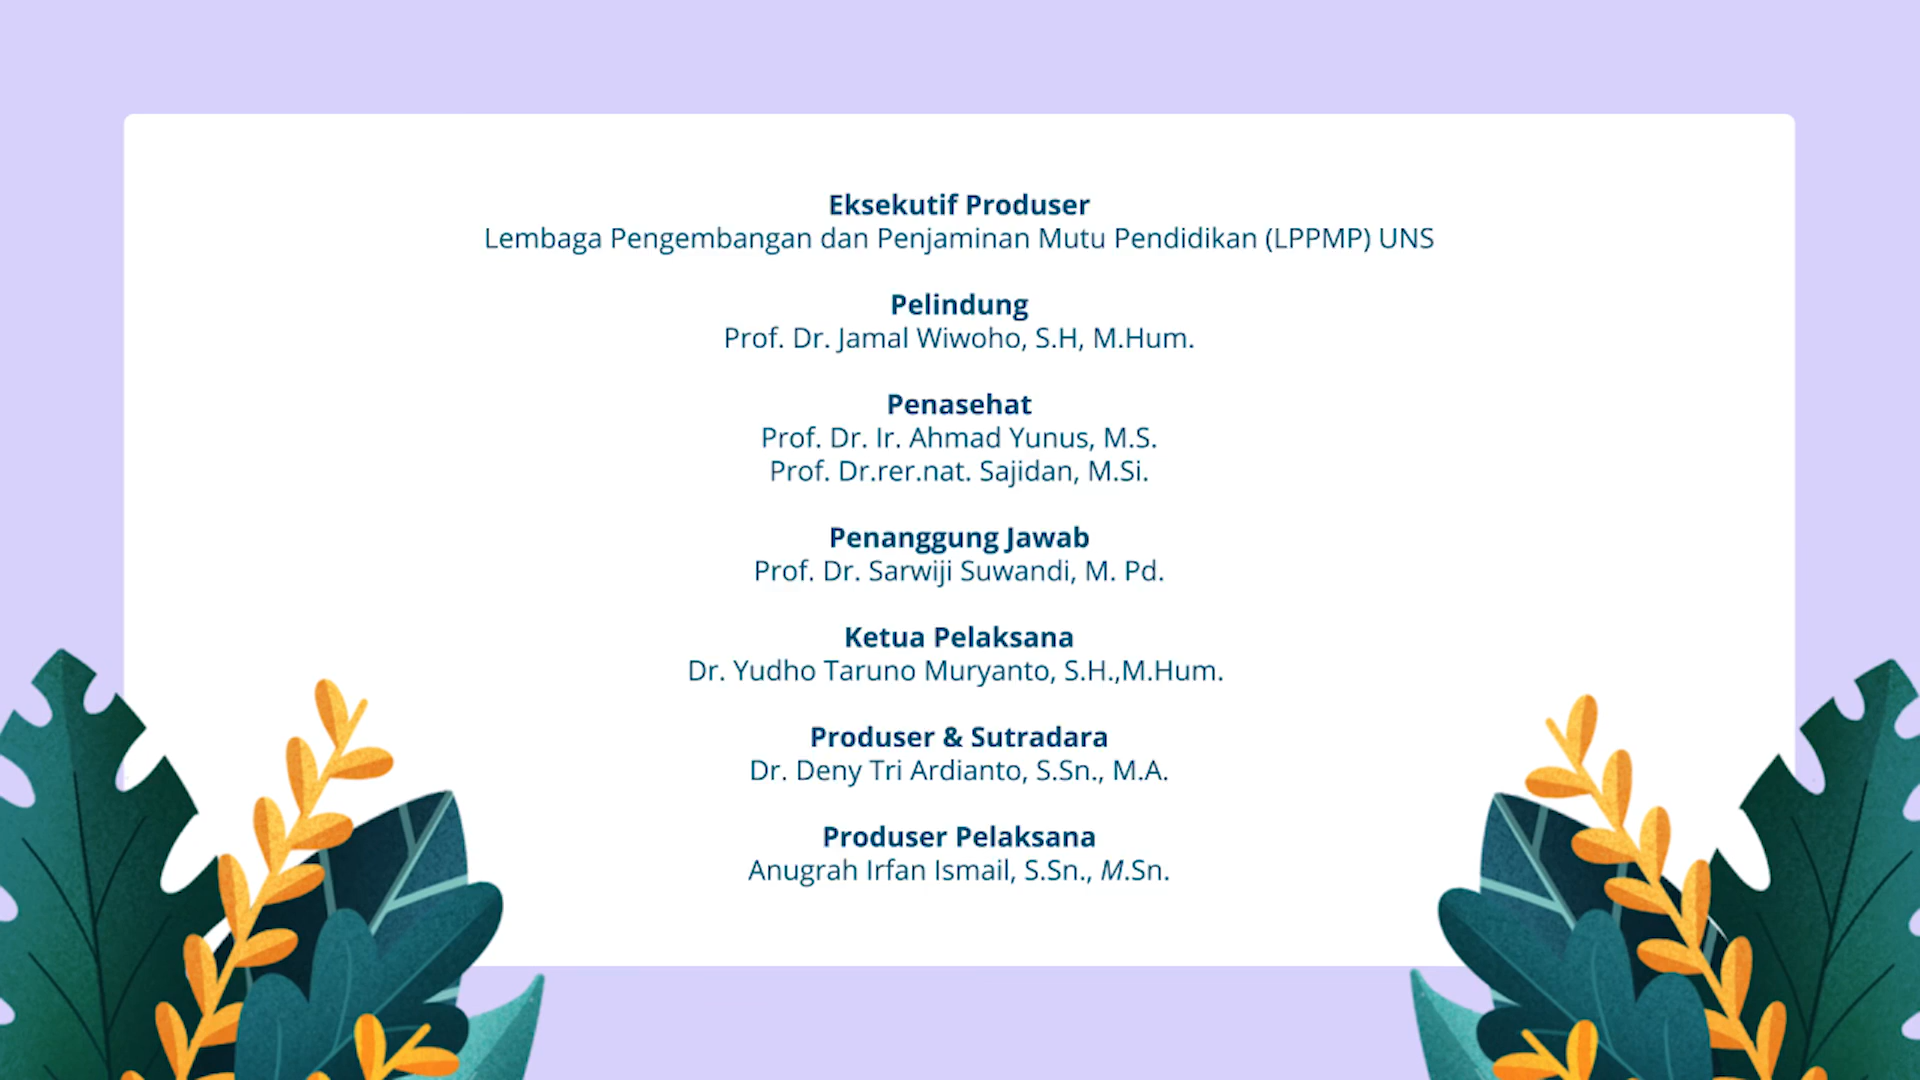 Eksekutif Produser
Lembaga Pengembangan dan Penjaminan Mutu Pendidikan (LPPMP) UNS
Pelindung
Prof. Dr. Jamal Wiwoho, S.H, M.Hum.
Penasehat
Prof. Dr. Ir. Ahmad Yunus, M.S.
Prof. Dr.rer.nat. Sajidan, M.Si.
Penanggung Jawab
Prof. Dr. Sarwiji Suwandi, M. Pd.
Ketua Pelaksana
Dr. Yudho Taruno Muryanto, S.H.,M.Hum.
Produser & Sutradara
Dr. Deny Tri Ardianto, S.Sn., M.A.
Produser Pelaksana
Anugrah Irfan Ismail, S.Sn., M.Sn.